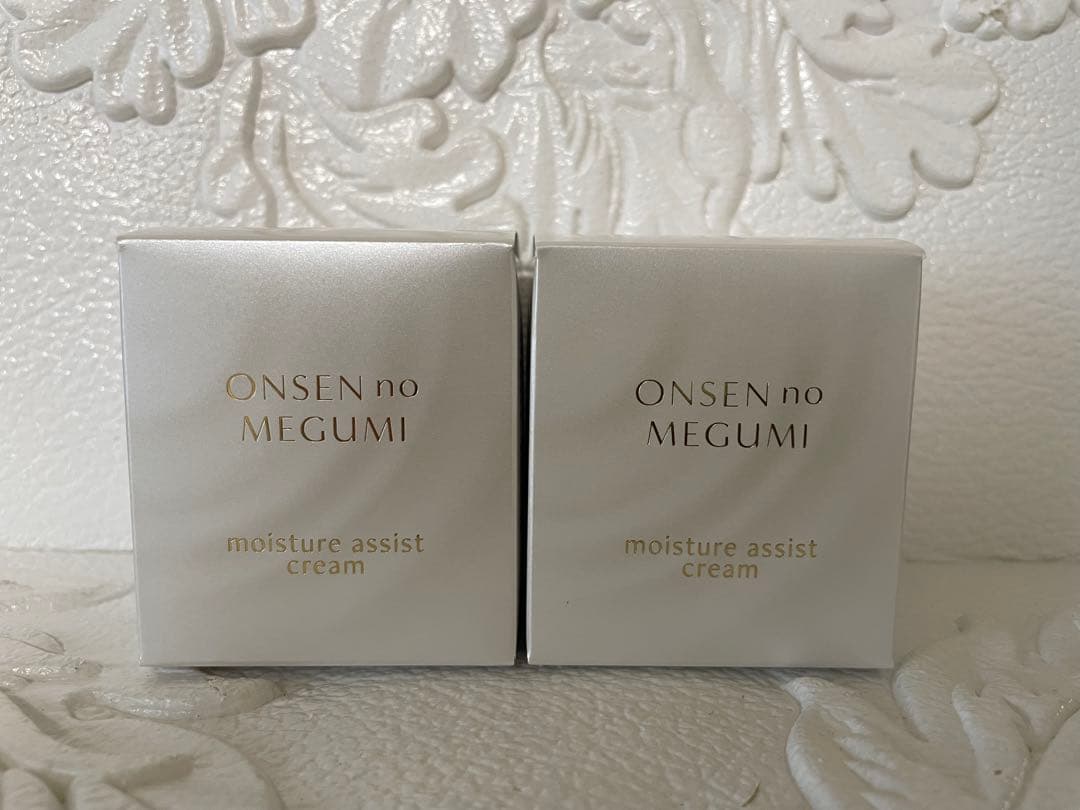 ONSEN no
MEGUMI
moisture assist
cream
ONSEN no
MEGUMI
moisture assist
cream